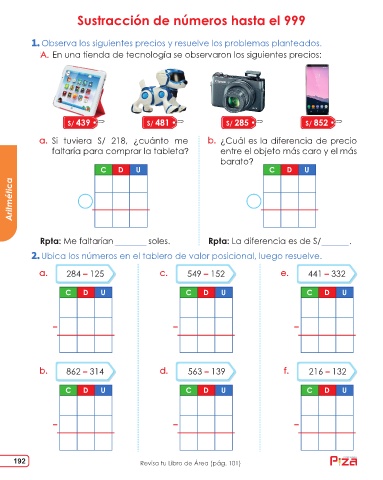 Sustracción de números hasta el 999
1. Observa los siguientes precios y resuelve los problemas planteados.
A. En una tienda de tecnología se observaron los siguientes precios:
S/ 439 S/ 481 S/ 285 S/ 852
a. Si tuviera S/ 218, ¿cuánto me
faltaría para comprar la tableta?
C D U
Rpta: Me faltarían ______ soles.
b. ¿Cuál es la diferencia de precio
entre el objeto más caro y el más
barato?
C D U
Rpta: La diferencia es de S/______.
Aritmética
2. Ubica los números en el tablero de valor posicional, luego resuelve.
a. 284 – 125 c. 549 – 152 e. 441 – 332
C D U C D U C D U
– – –
b. 862 – 314 d. 563 – 139 f. 216 – 132
C D U C D U C D U
– – –
192 Revisa tu Libro de Área (pág. 101) P!za